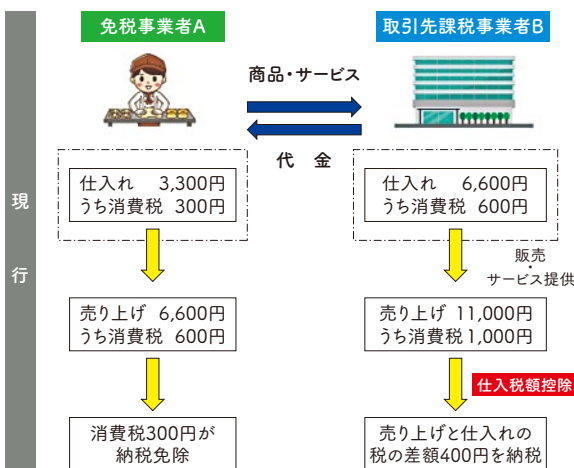 免税事業者A
取引先課税事業者B
商品・サービス
代 金
現
行
仕入れ 3,300円
うち消費税 300円
仕入れ 6,600円
うち消費税 600円
販売
・
サービス提供
売り上げ 6,600円
うち消費税 600円
売り上げ 11,000円
うち消費税1,000円
仕入税額控除
消費税300円が
納税免除
売り上げと仕入れの
税の差額400円を納税